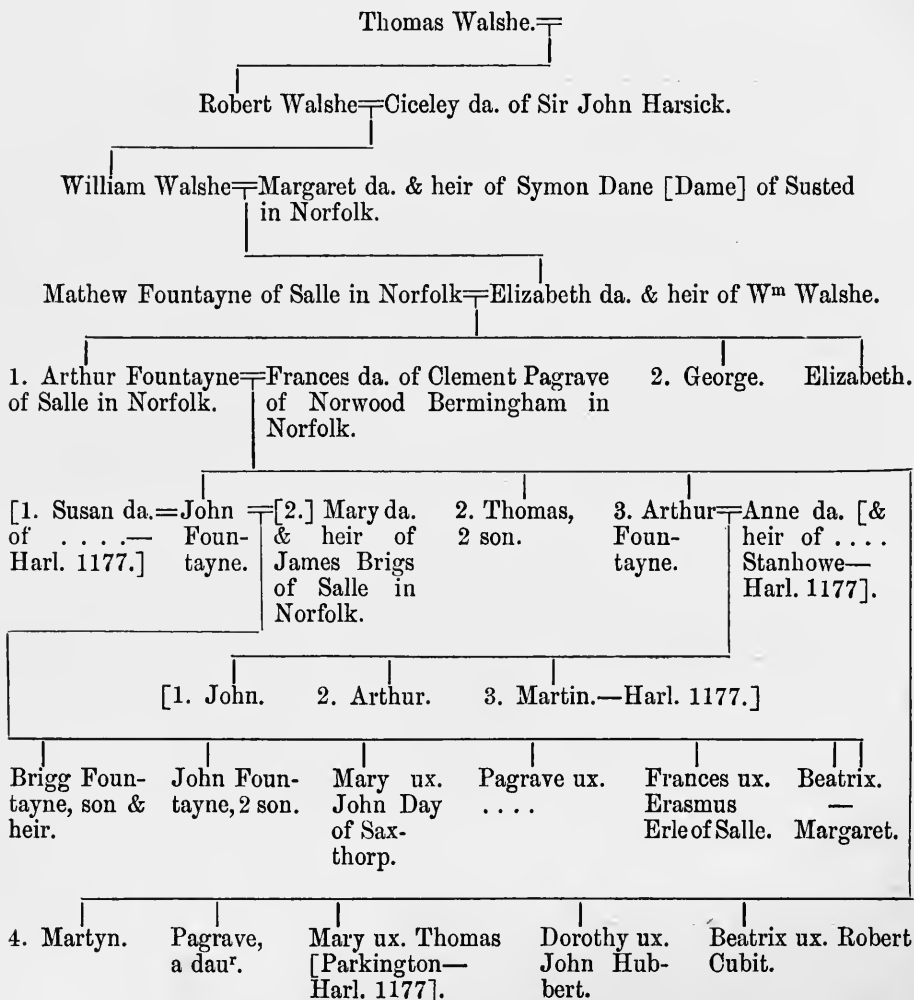 Thomas Walshe.
Robert Walshe Ciceley da. of Sir John Harsick.
William Walshe Margaret da. & heir of Symon Dane [Dame] of Susted
in Norfolk.
Mathew Fountayne of Salle in Norfolk Elizabeth da. & heir of Wm Walshe.
1. Arthur Fountayne
of Salle in Norfolk.
Frances da. of Clement Pagrave
of Norwood Bermingham in
Norfolk.
2. George.
Elizabeth.
[1. Susan da.
of . . . .—
Harl. 1177.]
John
Foun-
tayne.
[2.] Mary da.
& heir of
James Brigs
of Salle in
Norfolk.
2. Thomas,
2 son.
3. Arthur
Foun-
tayne.
Anne da. [&
heir of . . . .
Stanhowe—
Harl. 1177].
[1. John. 2. Arthur. 3. Martin.—Harl. 1177.]
Brigg Foun-
tayne, son &
heir.
John Foun-
tayne, 2 son.
Mary ux.
John Day
of Sax-
thorp.
Pagrave ux.
. . . .
Frances ux.
Erasmus
Erle of Salle.
Beatrix.
—
Margaret.
4. Martyn.
Pagrave,
a daur.
Mary ux. Thomas
[Parkington—
Harl. 1177].
Dorothy ux.
John Hub-
bert.
Beatrix ux. Robert
Cubit.